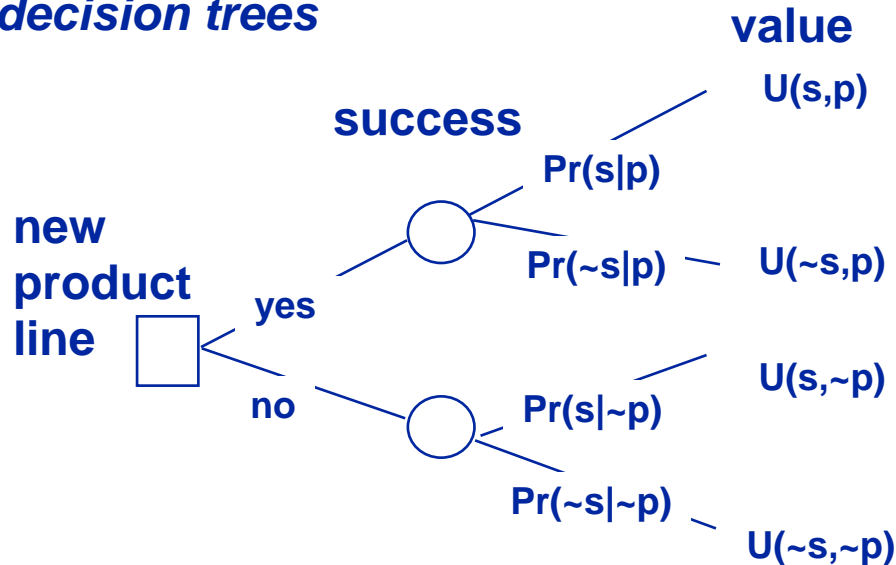 decision trees
value
U(s,p)
success
Pr(s|p)
new
product
line
yes
Pr(~s|p)
U(~s,p)
no
Pr(s|~p)
U(s,~p)
Pr(~s|~p)
U(~s,~p)